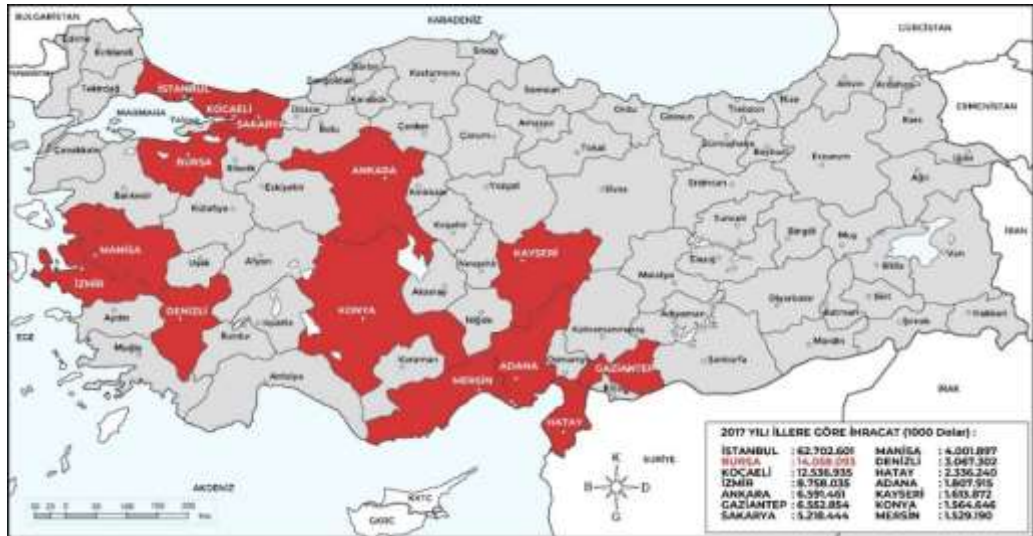 BULGARİSTAN
KARADENİZ
GÜRCİSTAN
Edirne
Kırklareli
Tekirdağ
İSTANBUL
KOCAELİ
SAKARYA
MARMARA
Yalova
Düzce
Bolu
Zonguldak
Bartın
Karabük
Kastamonu
Sinop
Çankırı
Samsun
Çorum
Amasya
Tokat
Ordu
Giresun
Trabzon
Rize
Artvin
Ardahan
Kars
Gümüşhane
Bayburt
Erzurum
Iğdır
Ağrı
Çanakkale
BURSA
Bilecik
Balıkesir
Kütahya
Eskişehir
ANKARA
Kırıkkale
Yozgat
Sivas
Erzincan
Tunceli
Bingöl
Muş
Bitlis
Van
İRAN
MANİSA
İZMİR
Uşak
Afyon
Kırşehir
Nevşehir
KAYSERİ
Malatya
Elazığ
Diyarbakır
Batman
Siirt
Şırnak
Hakkari
EGE
Aydın
DENİZLİ
Muğla
Burdur
Isparta
Antalya
KONYA
Aksaray
Niğde
Karaman
MERSİN
ADANA
Osmaniye
Kahramanmaraş
Adıyaman
GAZİANTEP
Kilis
Şanlıurfa
Mardin
HATAY
IRAK
SURİYE
AKDENİZ
KKTC
GKRC
K
B
D
G
2017 YILI İLLERE GÖRE İHRACAT (1000 Dolar) :
İSTANBUL : 62.702.601 MANİSA : 4.001.897
BURSA : 14.058.093 DENİZLİ : 3.067.302
KOCAELİ : 12.536.935 HATAY : 2.336.240
İZMİR : 8.758.035 ADANA : 1.807.915
ANKARA : 6.591.461 KAYSERİ : 1.613.872
GAZİANTEP : 6.552.854 KONYA : 1.564.646
SAKARYA : 5.218.444 MERSİN : 1.529.190